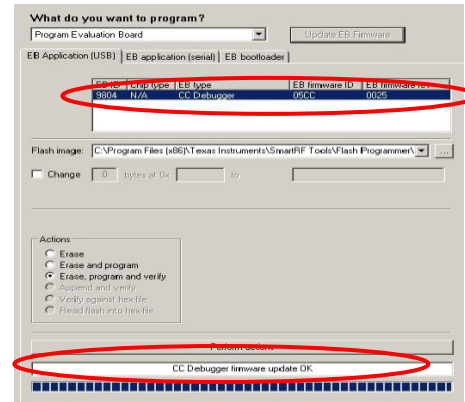 What do you want to program?
Program Evaluation Board
Update EB Firmware
EB Application (USB) EB application (serial) EB bootloader
EB ID Chip type EB type EB firmware ID EB firmware rev
9804 N/A CC Debugger 05CC 0025
Flash image: C:\Program Files (x86)\Texas Instruments\SmartRF Tools\Flash Programmer\ ...
Change 0 bytes at 0x to
Actions
Erase
Erase and program
Erase, program and verify
Append and verify
Verify against hex-file
Read flash into hex-file
Perform actions
CC Debugger firmware update OK